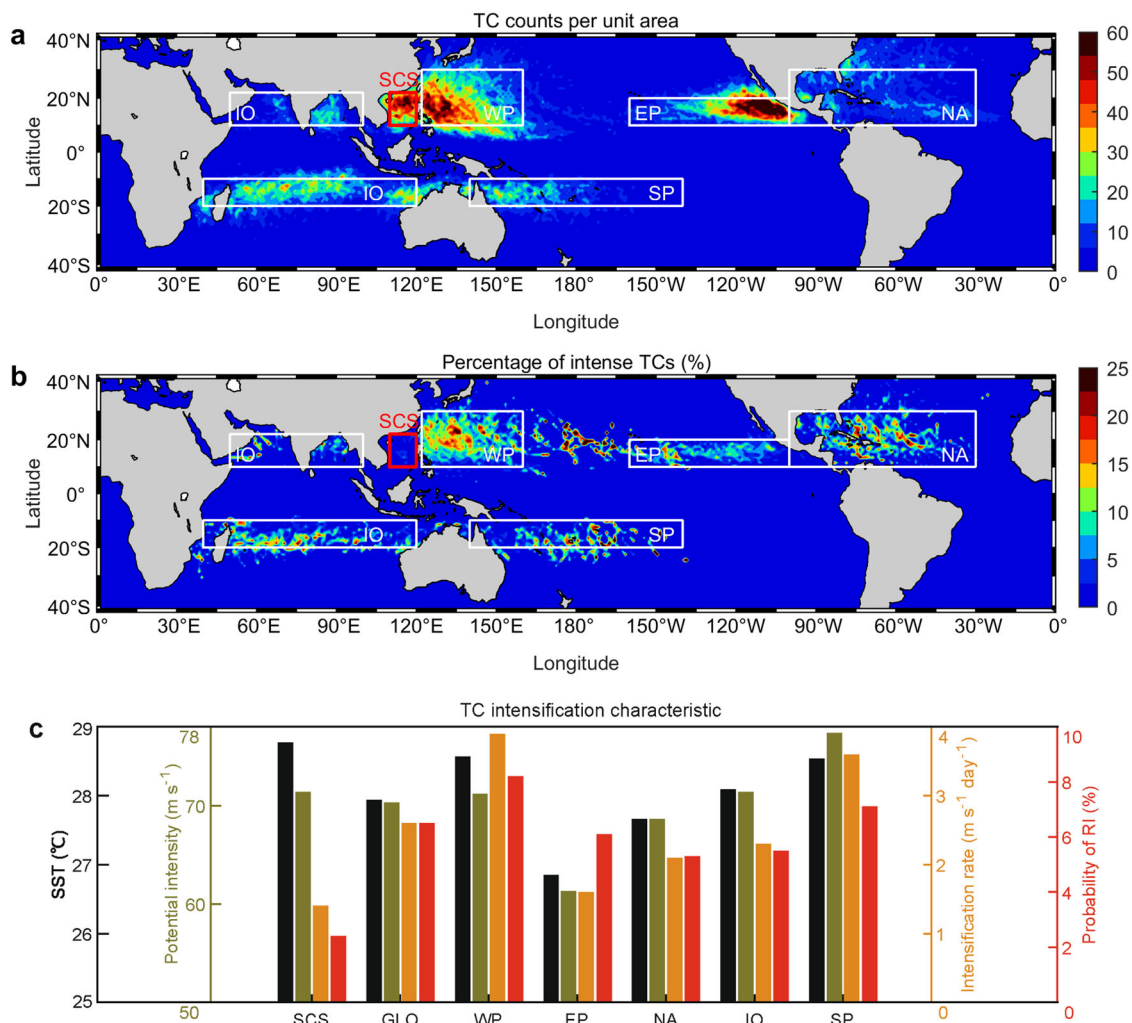 TC counts per unit area
a
40°N
20°N
0°
20°S
40°S
Latitude
IO
SCS
WP
EP
NA
IO
SP
60
50
40
30
20
10
0
0°
30°E
60°E
90°E
120°E
150°E
180°
150°W
120°W
90°W
60°W
30°W
0°
Longitude
Percentage of intense TCs (%)
b
40°N
20°N
0°
20°S
40°S
Latitude
IO
SCS
WP
EP
NA
IO
SP
25
20
15
10
5
0
0°
30°E
60°E
90°E
120°E
150°E
180°
150°W
120°W
90°W
60°W
30°W
0°
Longitude
TC intensification characteristic
c
29
28
27
26
25
SST (℃)
78
70
60
50
Potential intensity (m s⁻¹)
4
3
2
1
0
Intensification rate (m s⁻¹ day⁻¹)
10
8
6
4
2
0
Probability of RI (%)
SCS
GLO
WP
EP
NA
IO
SP